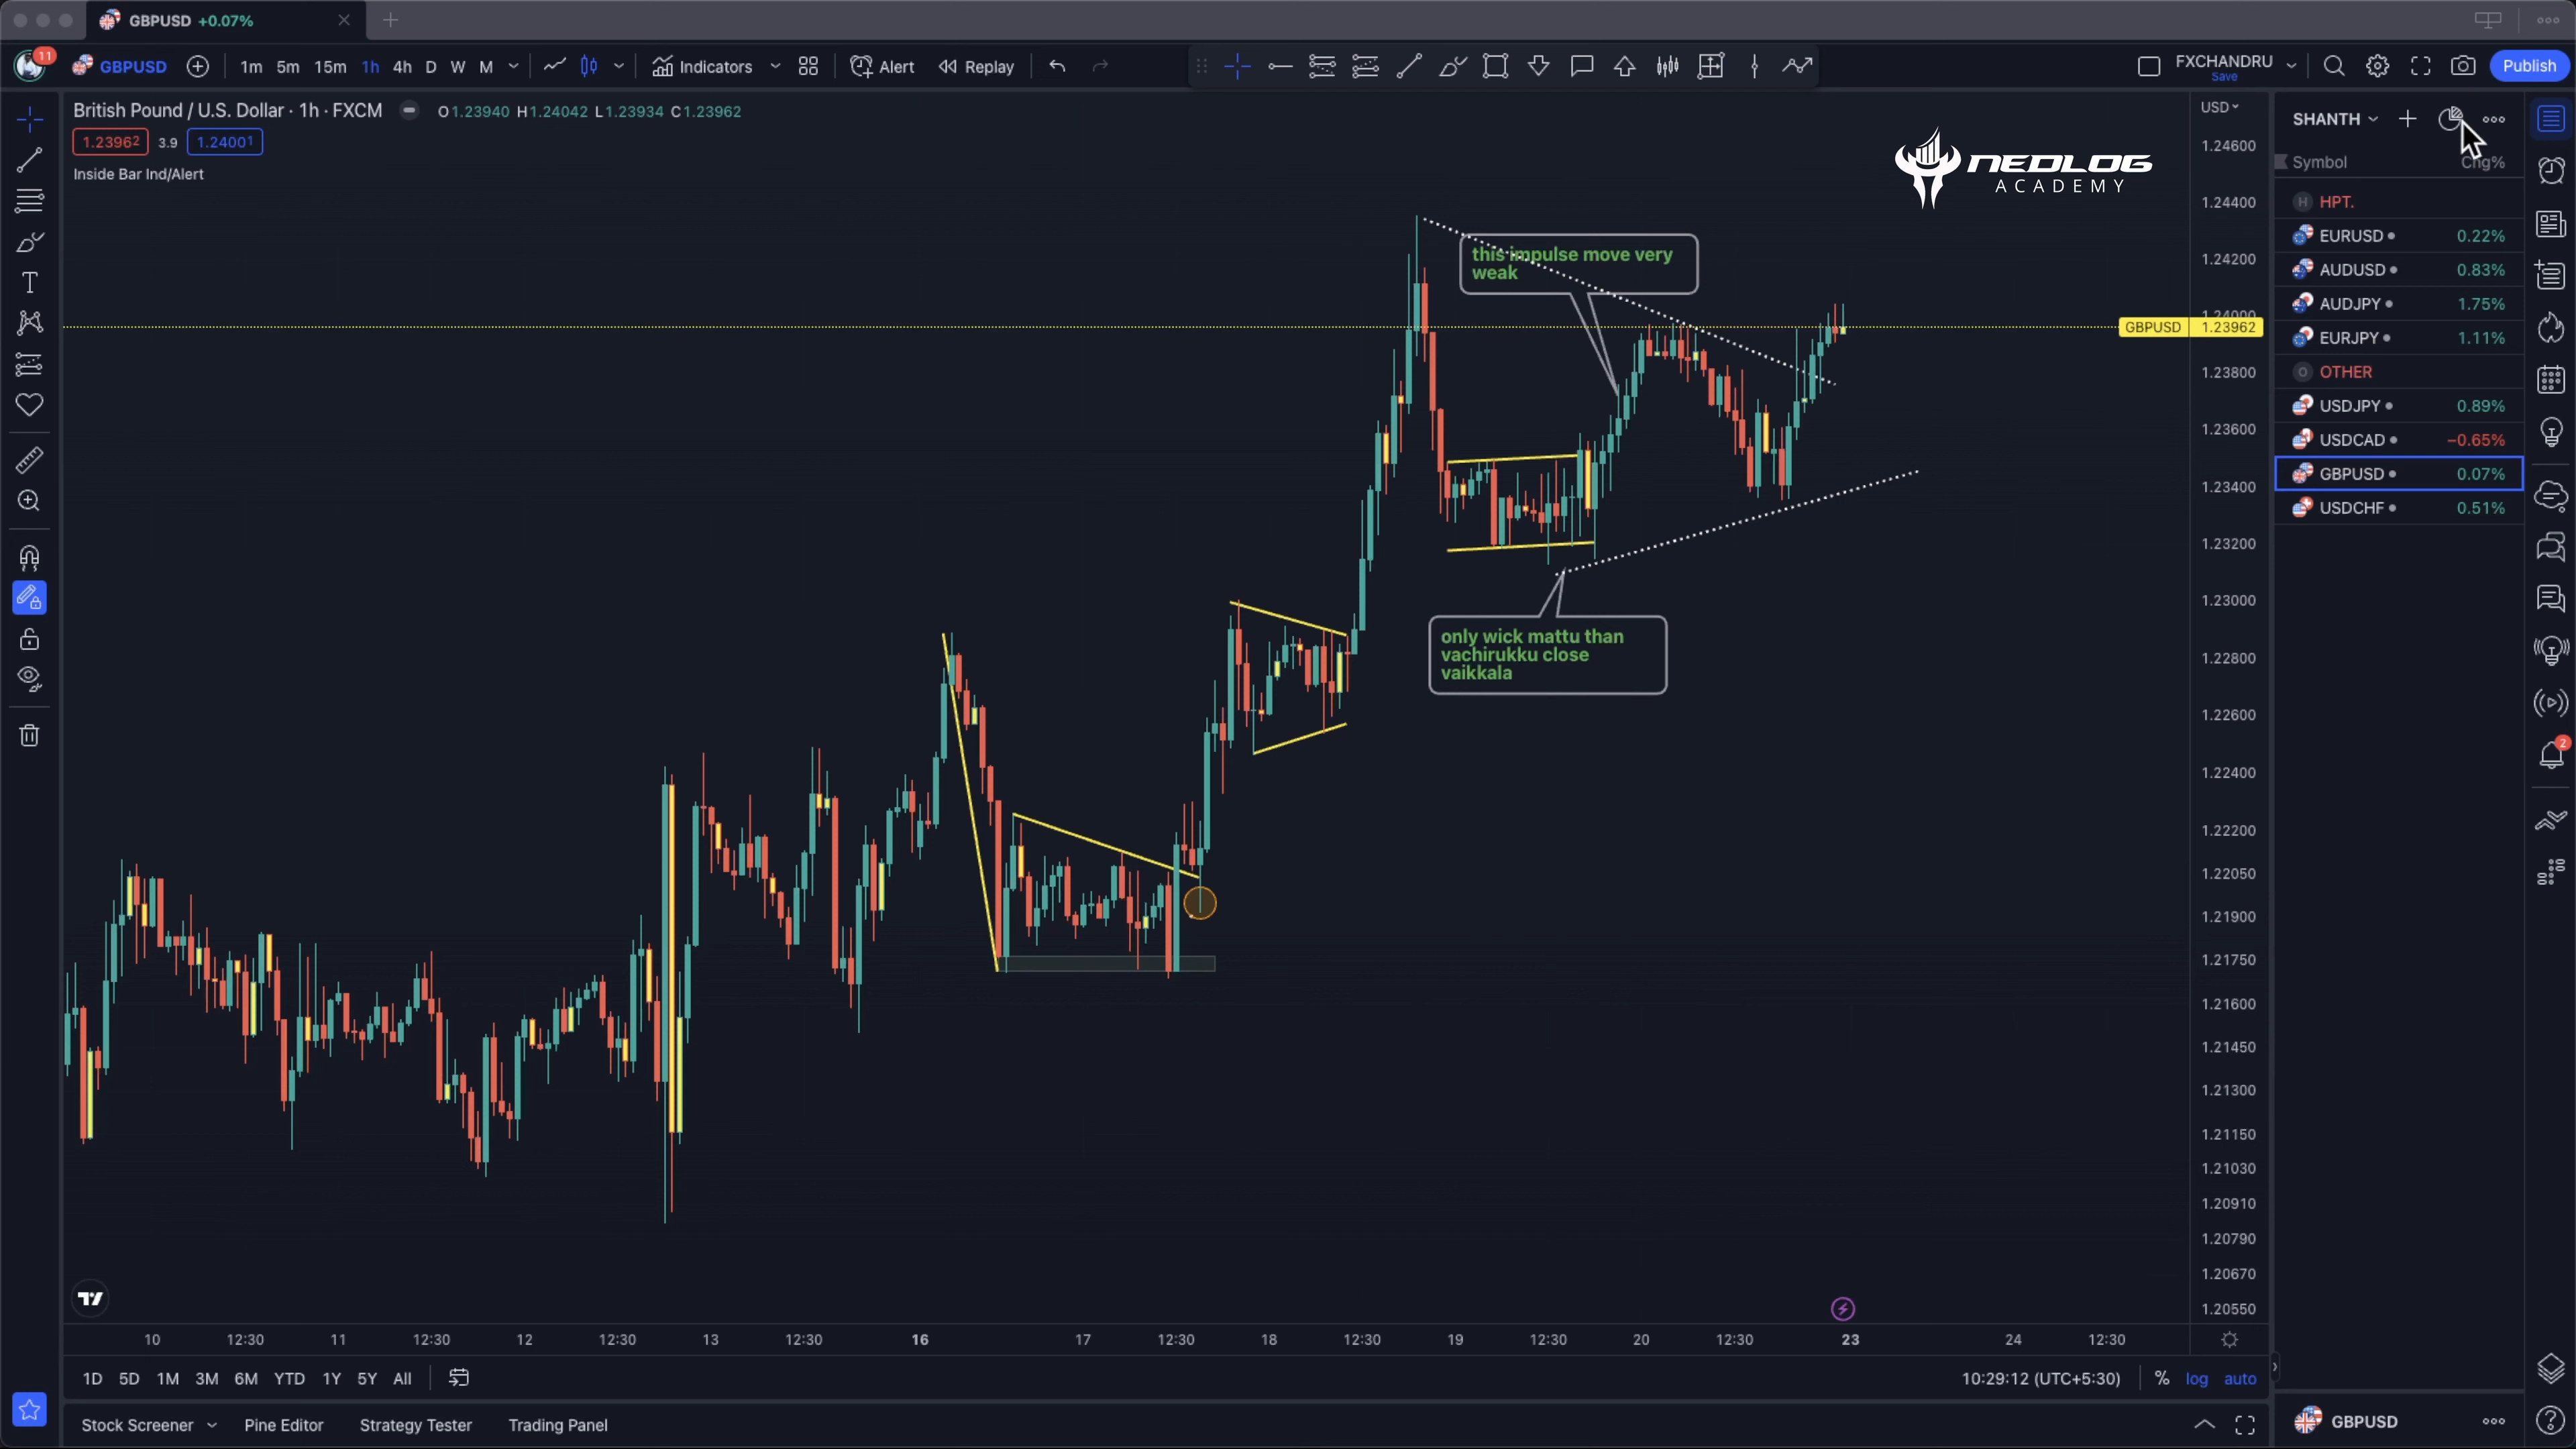 GBPUSD +0.07%
11
GBPUSD
1m 5m 15m 1h 4h D W M
Indicators
Alert
Replay
FXCHANDRU
Save
Publish
British Pound / U.S. Dollar · 1h · FXCM
O1.23940 H1.24042 L1.23934 C1.23962
1.23962 3.9 1.24001
Inside Bar Ind/Alert
NEDLOG
ACADEMY
this impulse move very
weak
only wick mattu than
vachirukku close
vaikkala
USD
1.24600
1.24400
1.24200
1.24000
GBPUSD 1.23962
1.23800
1.23600
1.23400
1.23200
1.23000
1.22800
1.22600
1.22400
1.22200
1.22050
1.21900
1.21750
1.21600
1.21450
1.21300
1.21150
1.21030
1.20910
1.20790
1.20670
1.20550
10 12:30 11 12:30 12 12:30 13 12:30 16 17 12:30 18 12:30 19 12:30 20 12:30 23 24 12:30
1D 5D 1M 3M 6M YTD 1Y 5Y All
10:29:12 (UTC+5:30) % log auto
Stock Screener Pine Editor Strategy Tester Trading Panel
SHANTH
Symbol Chg%
H HPT.
EURUSD 0.22%
AUDUSD 0.83%
AUDJPY 1.75%
EURJPY 1.11%
O OTHER
USDJPY 0.89%
USDCAD −0.65%
GBPUSD 0.07%
USDCHF 0.51%
2
GBPUSD